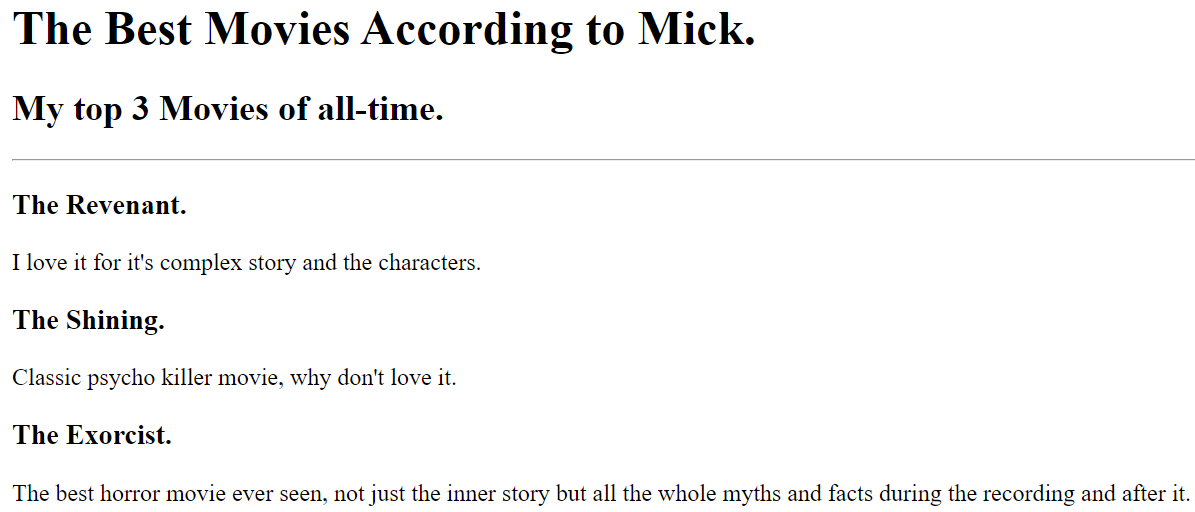 The Best Movies According to Mick.
My top 3 Movies of all-time.
The Revenant.
I love it for it's complex story and the characters.
The Shining.
Classic psycho killer movie, why don't love it.
The Exorcist.
The best horror movie ever seen, not just the inner story but all the whole myths and facts during the recording and after it.